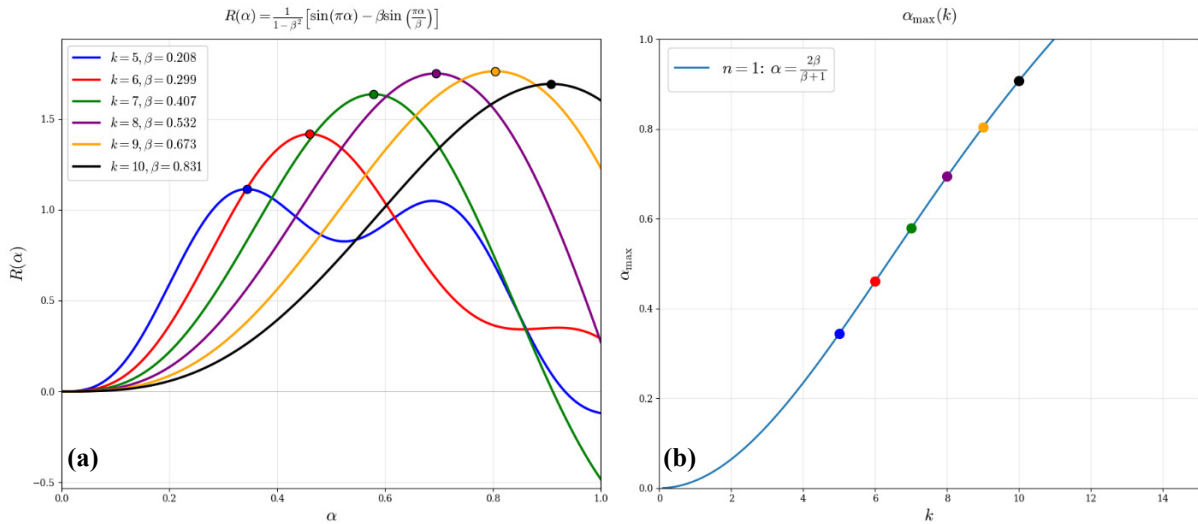 R(α) = \frac{1}{1-β²}[sin(πα) − β sin(\frac{πα}{β})]
k = 5, β = 0.208
k = 6, β = 0.299
k = 7, β = 0.407
k = 8, β = 0.532
k = 9, β = 0.673
k = 10, β = 0.831
R(α)
1.5
1.0
0.5
0.0
−0.5
(a)
0.0 0.2 0.4 0.6 0.8 1.0
α
α_max(k)
n = 1: α = \frac{2β}{β+1}
α_max
1.0
0.8
0.6
0.4
0.2
0.0
(b)
0 2 4 6 8 10 12 14
k